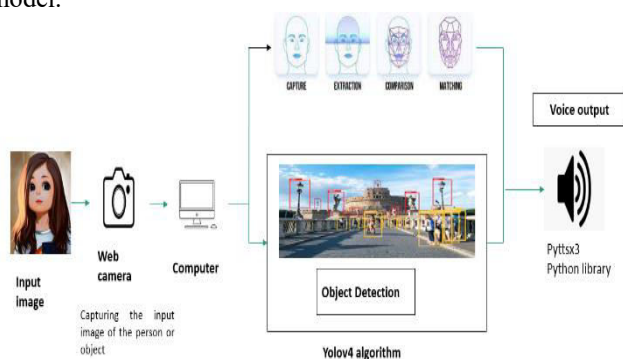 model.
CAPTURE EXTRACTION COMPARISON MATCHING
Voice output
Input
image
Web
camera
Capturing the input
image of the person or
object
Computer
Object Detection
Yolov4 algorithm
Pyttsx3
Python library